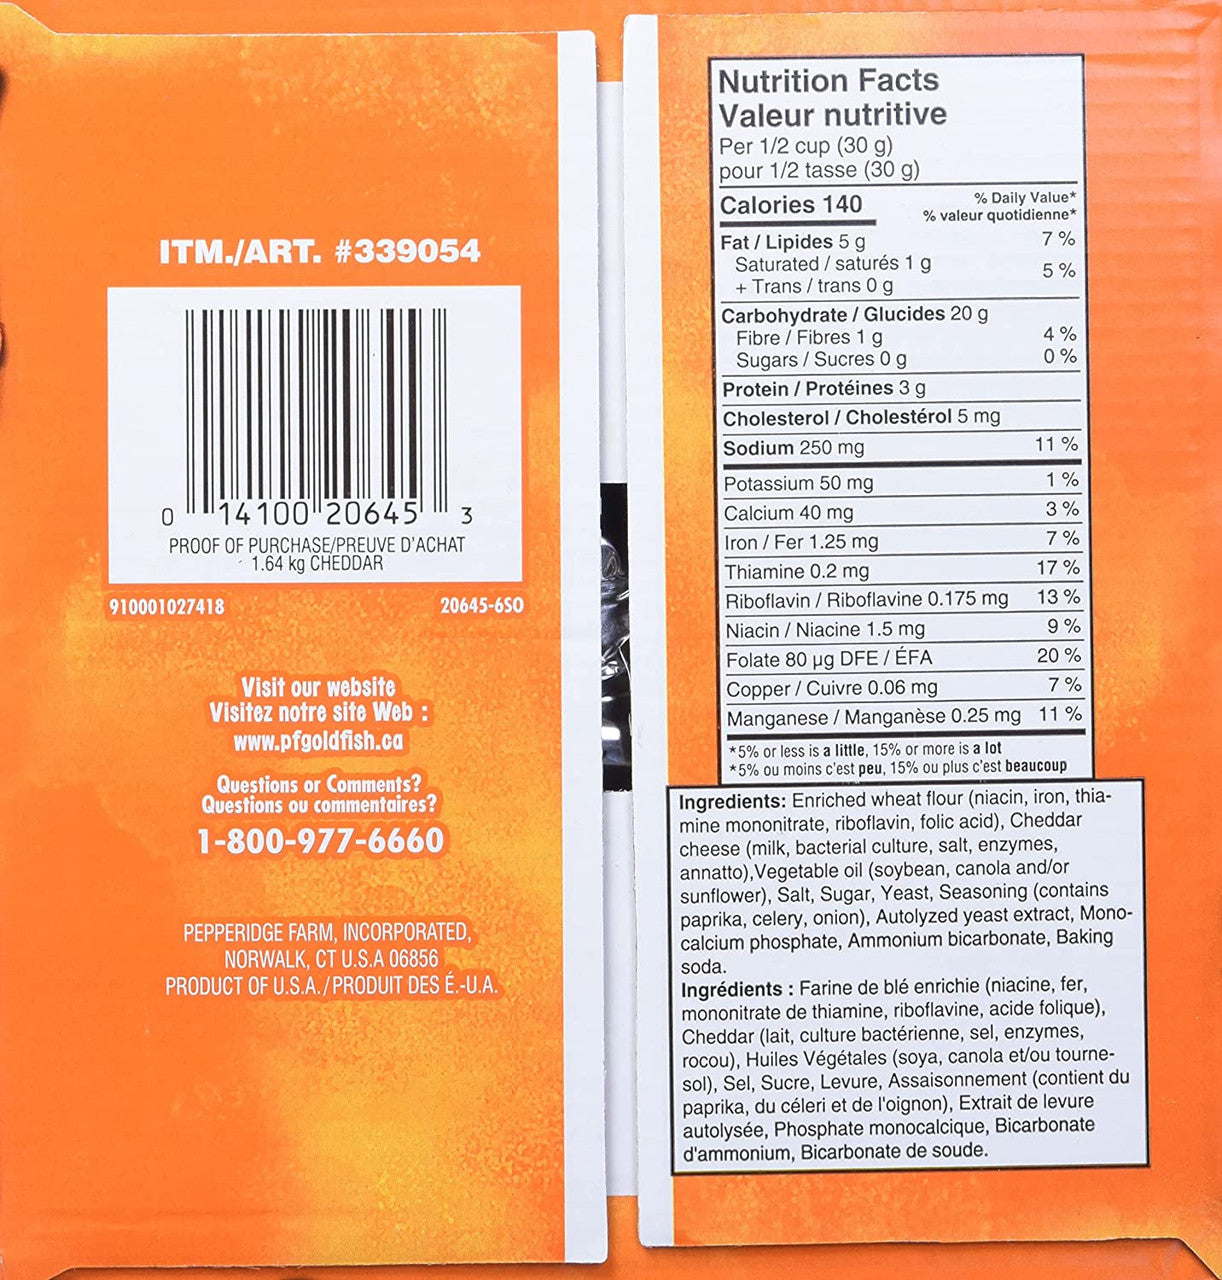 ITM./ART. #339054
0 14100 20645 3
PROOF OF PURCHASE/PREUVE D'ACHAT
1.64 kg CHEDDAR
910001027418 20645-6SO
Visit our website
Visitez notre site Web :
www.pfgoldfish.ca
Questions or Comments?
Questions ou commentaires?
1-800-977-6660
PEPPERIDGE FARM, INCORPORATED,
NORWALK, CT U.S.A 06856
PRODUCT OF U.S.A./PRODUIT DES É.-U.A.
Nutrition Facts
Valeur nutritive
Per 1/2 cup (30 g)
pour 1/2 tasse (30 g)
Calories 140 % Daily Value*
% valeur quotidienne*
Fat / Lipides 5 g 7 %
Saturated / saturés 1 g
+ Trans / trans 0 g 5 %
Carbohydrate / Glucides 20 g
Fibre / Fibres 1 g 4 %
Sugars / Sucres 0 g 0 %
Protein / Protéines 3 g
Cholesterol / Cholestérol 5 mg
Sodium 250 mg 11 %
Potassium 50 mg 1 %
Calcium 40 mg 3 %
Iron / Fer 1.25 mg 7 %
Thiamine 0.2 mg 17 %
Riboflavin / Riboflavine 0.175 mg 13 %
Niacin / Niacine 1.5 mg 9 %
Folate 80 µg DFE / ÉFA 20 %
Copper / Cuivre 0.06 mg 7 %
Manganese / Manganèse 0.25 mg 11 %
*5% or less is a little, 15% or more is a lot
*5% ou moins c'est peu, 15% ou plus c'est beaucoup
Ingredients: Enriched wheat flour (niacin, iron, thia-
mine mononitrate, riboflavin, folic acid), Cheddar
cheese (milk, bacterial culture, salt, enzymes,
annatto),Vegetable oil (soybean, canola and/or
sunflower), Salt, Sugar, Yeast, Seasoning (contains
paprika, celery, onion), Autolyzed yeast extract, Mono-
calcium phosphate, Ammonium bicarbonate, Baking
soda.
Ingrédients : Farine de blé enrichie (niacine, fer,
mononitrate de thiamine, riboflavine, acide folique),
Cheddar (lait, culture bactérienne, sel, enzymes,
rocou), Huiles Végétales (soya, canola et/ou tourne-
sol), Sel, Sucre, Levure, Assaisonnement (contient du
paprika, du céleri et de l'oignon), Extrait de levure
autolysée, Phosphate monocalcique, Bicarbonate
d'ammonium, Bicarbonate de soude.